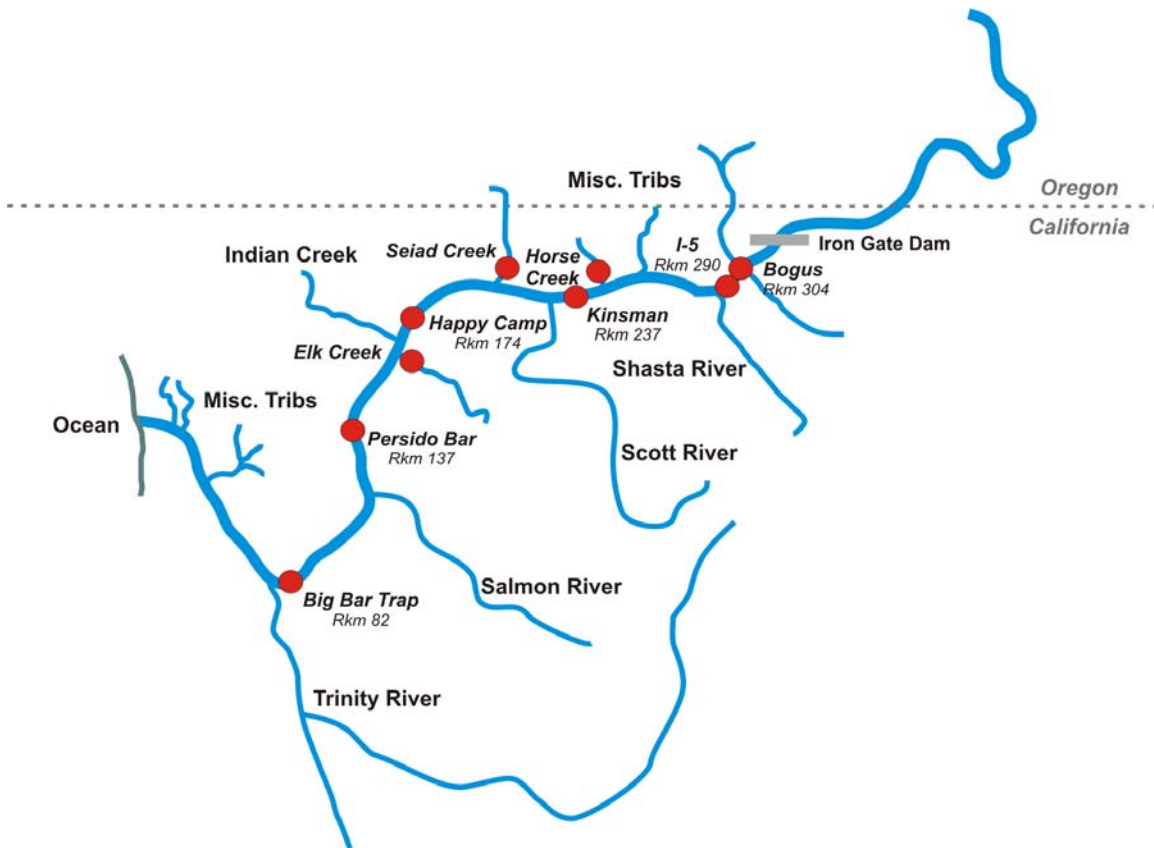 Oregon
California
Misc. Tribs
Iron Gate Dam
I-5
Rkm 290
Bogus
Rkm 304
Seiad Creek
Horse
Creek
Indian Creek
Kinsman
Rkm 237
Happy Camp
Rkm 174
Elk Creek
Shasta River
Misc. Tribs
Ocean
Persido Bar
Rkm 137
Scott River
Salmon River
Big Bar Trap
Rkm 82
Trinity River